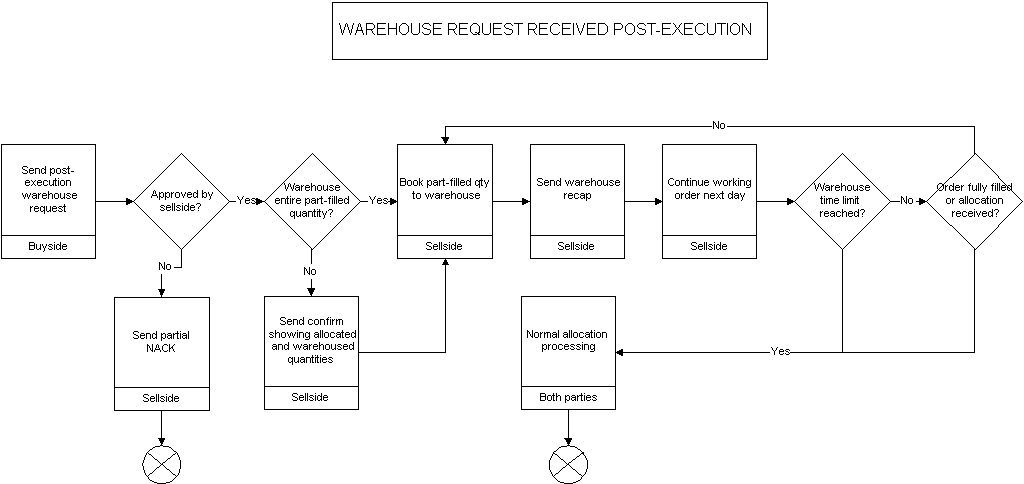 WAREHOUSE REQUEST RECEIVED POST-EXECUTION
No
Send post-
execution
warehouse
request
Buyside
Approved by
sellside?
Yes
Warehouse
entire part-filled
quantity?
Yes
Book part-filled qty
to warehouse
Sellside
Send warehouse
recap
Sellside
Continue working
order next day
Sellside
Warehouse
time limit
reached?
No
Order fully filled
or allocation
received?
No
No
Send partial
NACK
Sellside
Send confirm
showing allocated
and warehoused
quantities
Sellside
Normal allocation
processing
Both parties
Yes